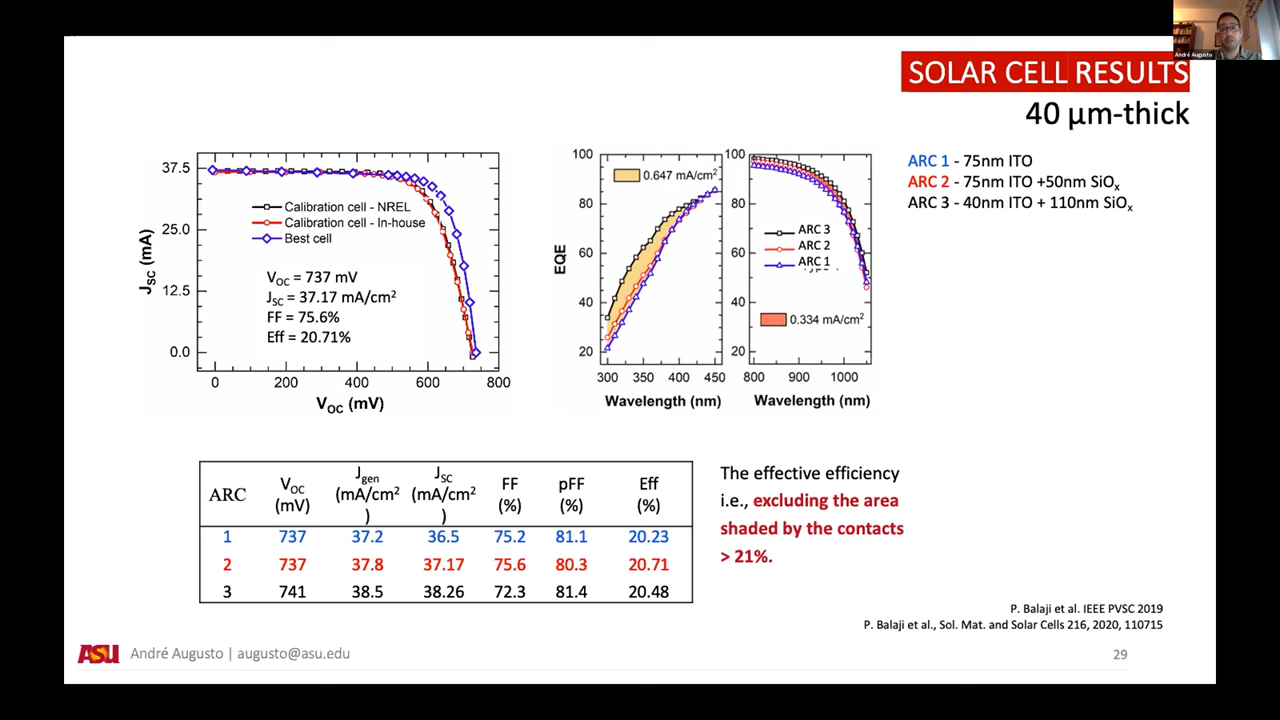 André Augusto
SOLAR CELL RESULTS
40 µm-thick
37.5
25.0
12.5
0.0
J_SC (mA)
Calibration cell - NREL
Calibration cell - In-house
Best cell
V_OC = 737 mV
J_SC = 37.17 mA/cm²
FF = 75.6%
Eff = 20.71%
0 200 400 600 800
V_OC (mV)
100
80
60
40
20
EQE
0.647 mA/cm²
300 350 400 450
Wavelength (nm)
100
80
60
40
20
ARC 3
ARC 2
ARC 1
0.334 mA/cm²
800 900 1000
Wavelength (nm)
ARC 1 - 75nm ITO
ARC 2 - 75nm ITO +50nm SiOₓ
ARC 3 - 40nm ITO + 110nm SiOₓ
ARC V_OC (mV) J_gen (mA/cm²) J_SC (mA/cm²) FF (%) pFF (%) Eff (%)
1 737 37.2 36.5 75.2 81.1 20.23
2 737 37.8 37.17 75.6 80.3 20.71
3 741 38.5 38.26 72.3 81.4 20.48
The effective efficiency
i.e., excluding the area
shaded by the contacts
> 21%.
P. Balaji et al. IEEE PVSC 2019
P. Balaji et al., Sol. Mat. and Solar Cells 216, 2020, 110715
ASU André Augusto | augusto@asu.edu
29